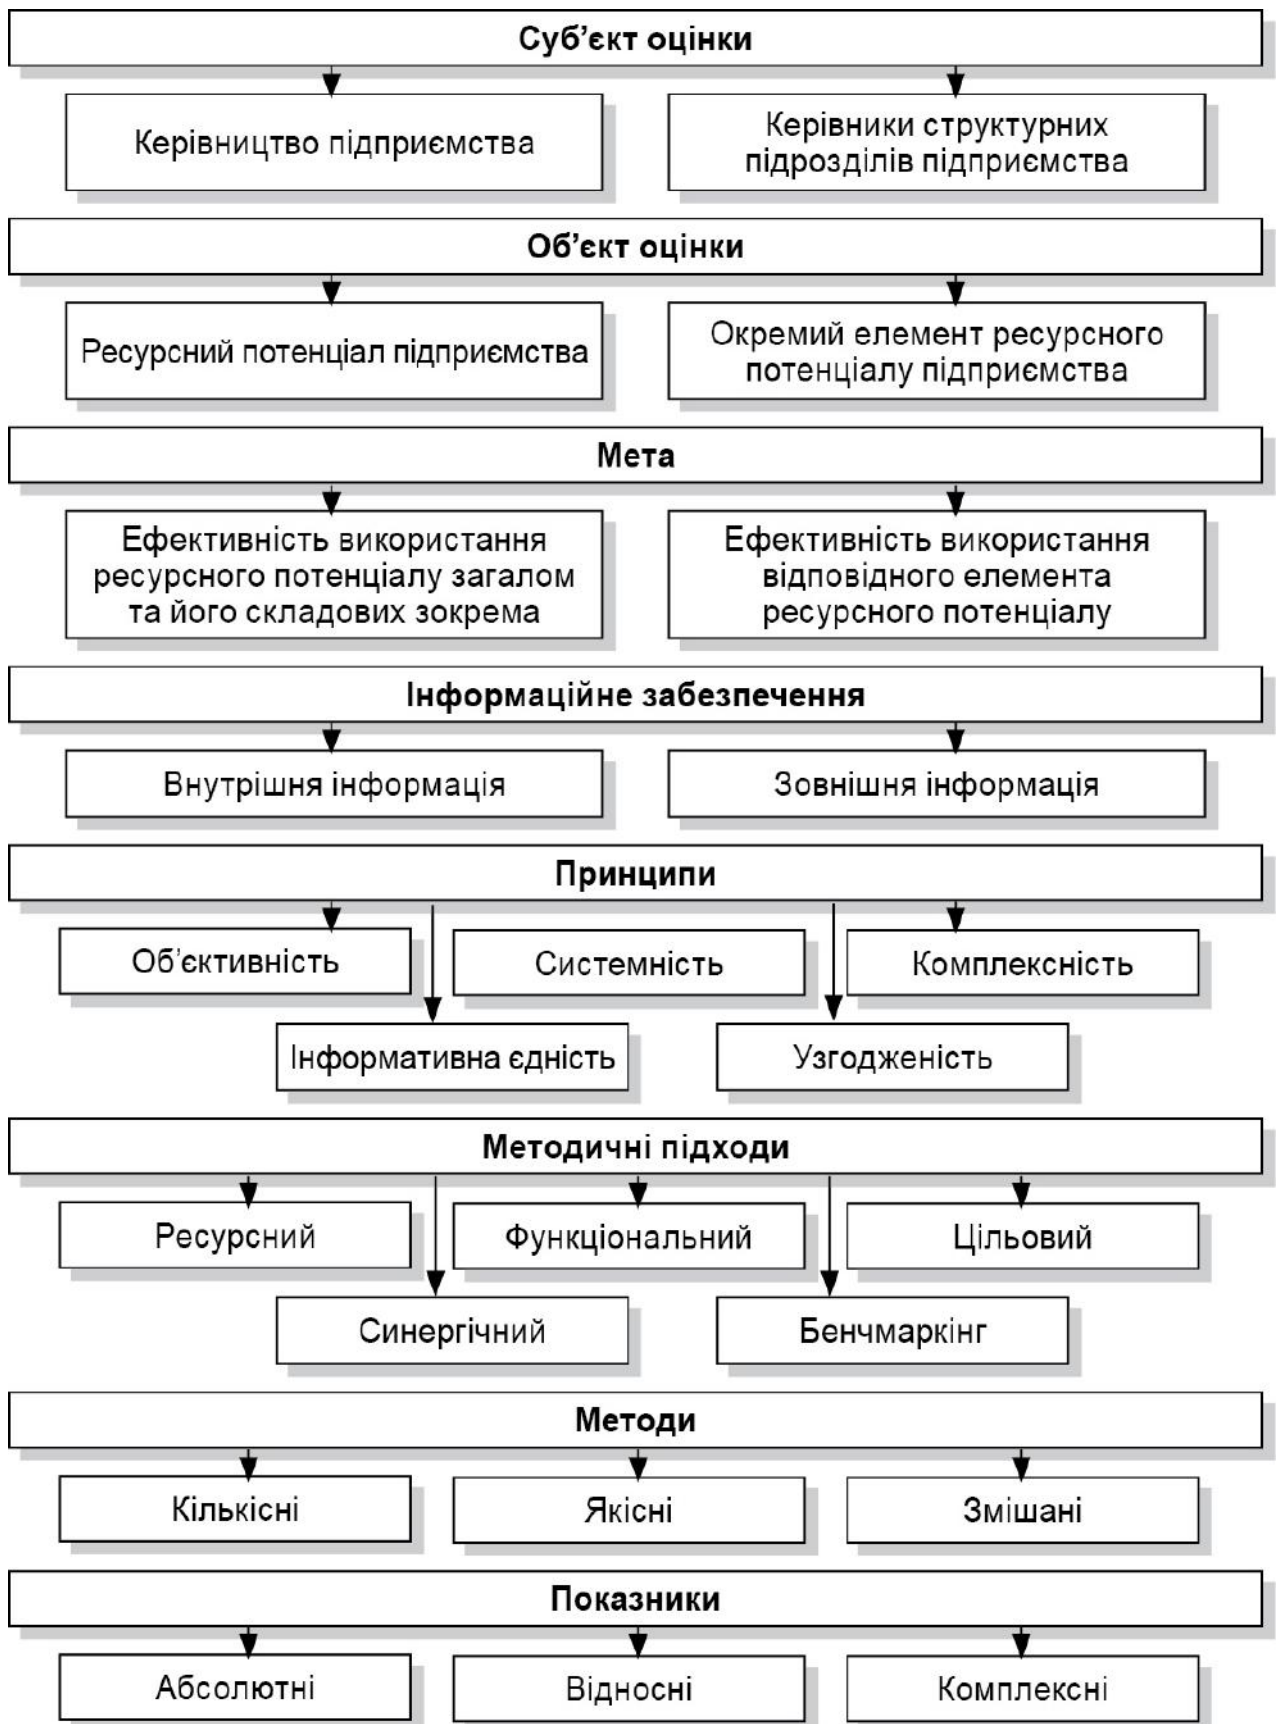 Суб’єкт оцінки
Керівництво підприємства
Керівники структурних
підрозділів підприємства
Об’єкт оцінки
Ресурсний потенціал підприємства
Окремий елемент ресурсного
потенціалу підприємства
Мета
Ефективність використання
ресурсного потенціалу загалом
та його складових зокрема
Ефективність використання
відповідного елемента
ресурсного потенціалу
Інформаційне забезпечення
Внутрішня інформація
Зовнішня інформація
Принципи
Об’єктивність
Системність
Комплексність
Інформативна єдність
Узгодженість
Методичні підходи
Ресурсний
Функціональний
Цільовий
Синергічний
Бенчмаркінг
Методи
Кількісні
Якісні
Змішані
Показники
Абсолютні
Відносні
Комплексні